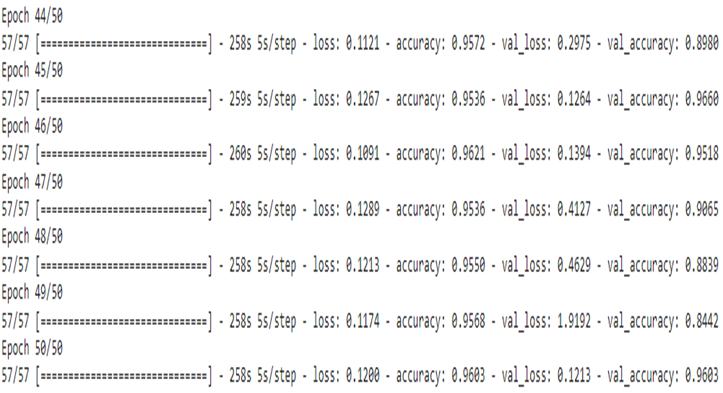 Epoch 44/50
57/57 [==============================] - 258s 5s/step - loss: 0.1121 - accuracy: 0.9572 - val_loss: 0.2975 - val_accuracy: 0.8980
Epoch 45/50
57/57 [==============================] - 259s 5s/step - loss: 0.1267 - accuracy: 0.9536 - val_loss: 0.1264 - val_accuracy: 0.9660
Epoch 46/50
57/57 [==============================] - 260s 5s/step - loss: 0.1091 - accuracy: 0.9621 - val_loss: 0.1394 - val_accuracy: 0.9518
Epoch 47/50
57/57 [==============================] - 258s 5s/step - loss: 0.1289 - accuracy: 0.9536 - val_loss: 0.4127 - val_accuracy: 0.9065
Epoch 48/50
57/57 [==============================] - 258s 5s/step - loss: 0.1213 - accuracy: 0.9550 - val_loss: 0.4629 - val_accuracy: 0.8839
Epoch 49/50
57/57 [==============================] - 258s 5s/step - loss: 0.1174 - accuracy: 0.9568 - val_loss: 1.9192 - val_accuracy: 0.8442
Epoch 50/50
57/57 [==============================] - 258s 5s/step - loss: 0.1200 - accuracy: 0.9603 - val_loss: 0.1213 - val_accuracy: 0.9603